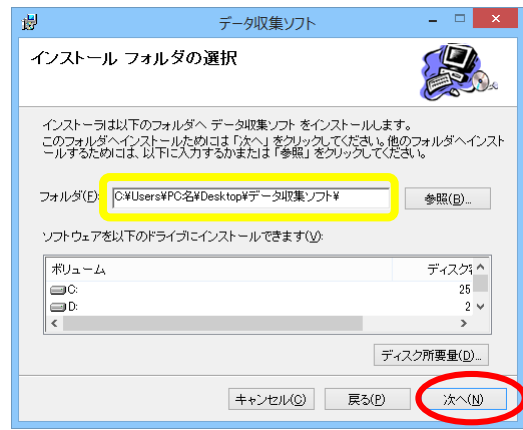 データ収集ソフト
インストール フォルダの選択
インストーラは以下のフォルダへ データ収集ソフト をインストールします。
このフォルダへインストールためには「次へ」をクリックしてください。他のフォルダへインスト
ールするためには、以下に入力するかまたは「参照」をクリックしてください。
フォルダ(F): C:¥Users¥PC名¥Desktop¥データ収集ソフト¥ 参照(B)...
ソフトウェアを以下のドライブにインストールできます(V):
ボリューム ディスク
C: 25
D: 2
ディスク所要量(D)...
キャンセル(C) 戻る(P) 次へ(N)